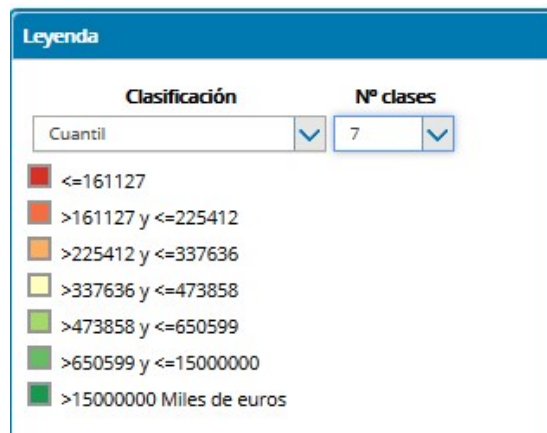 Leyenda
Clasificación Nº clases
Cuantil 7
<=161127
>161127 y <=225412
>225412 y <=337636
>337636 y <=473858
>473858 y <=650599
>650599 y <=15000000
>15000000 Miles de euros